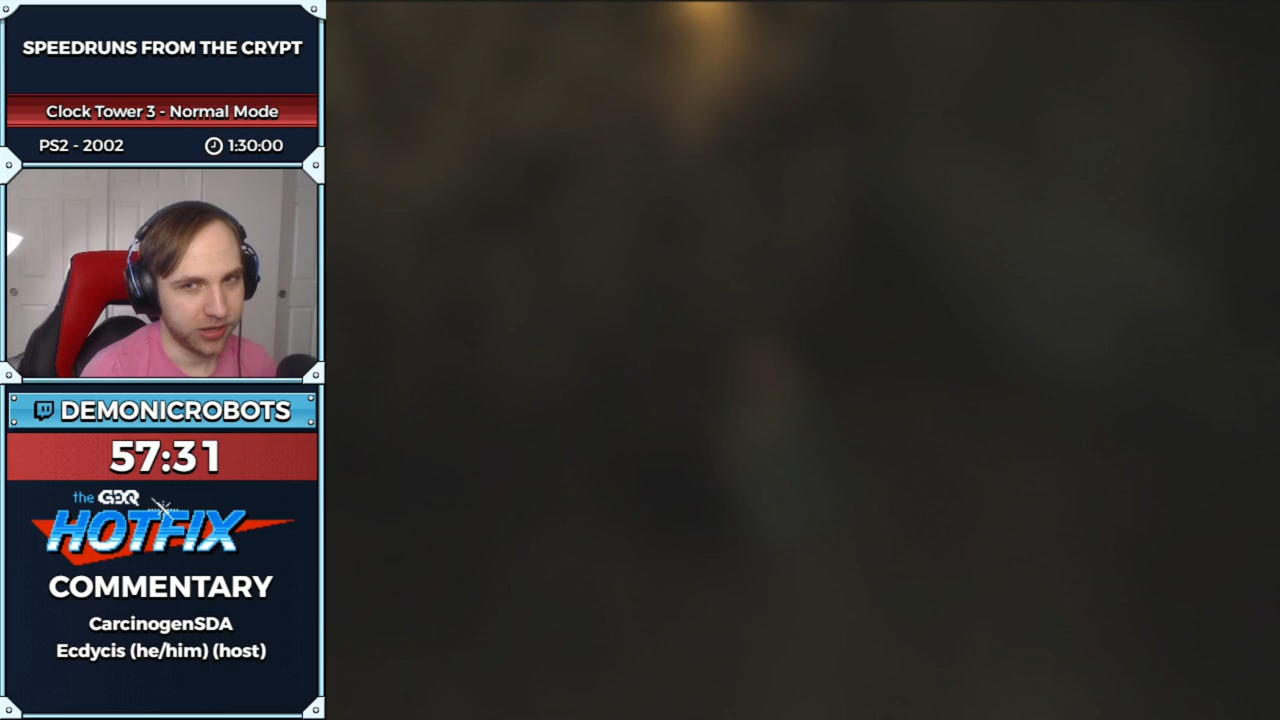 SPEEDRUNS FROM THE CRYPT
Clock Tower 3 - Normal Mode
PS2 - 2002
1:30:00
DEMONICROBOTS
57:31
the GDQ
HOTFIX
COMMENTARY
CarcinogenSDA
Ecdycis (he/him) (host)